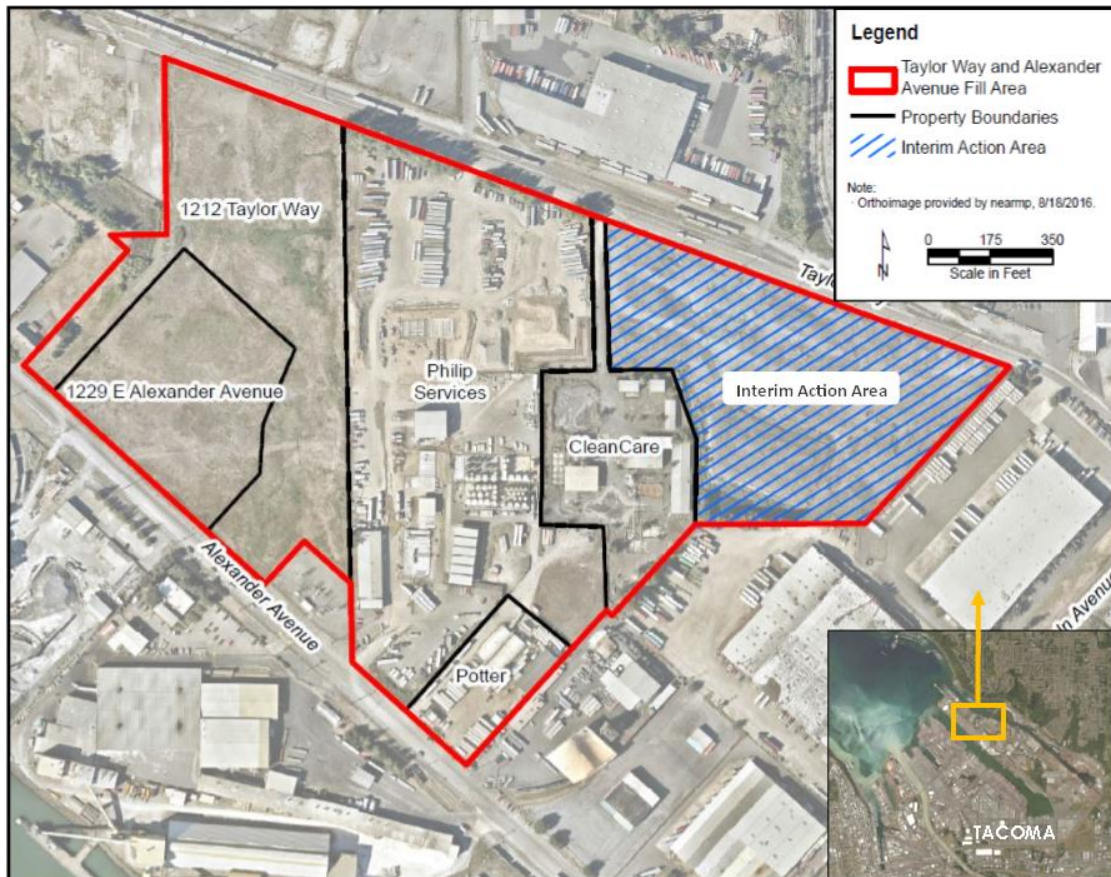 Legend
Taylor Way and Alexander
Avenue Fill Area
Property Boundaries
Interim Action Area
Note:
· Orthoimage provided by nearmp, 8/18/2016.
N
0 175 350
Scale in Feet
1212 Taylor Way
1229 E Alexander Avenue
Philip
Services
CleanCare
Interim Action Area
Potter
Alexander Avenue
ln Avenue
TACOMA